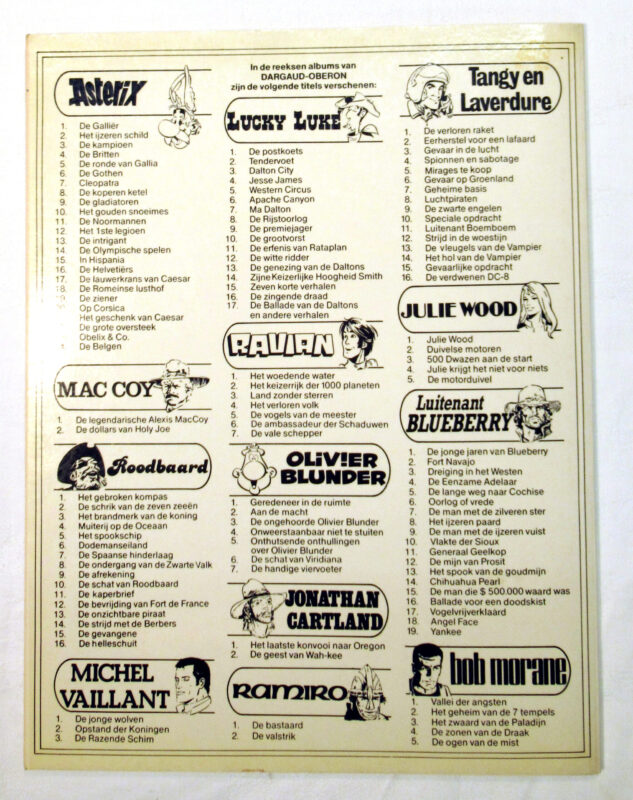 In de reeksen albums van
DARGAUD-OBERON
zijn de volgende titels verschenen:
Asterix
1. De Galliër
2. Het ijzeren schild
3. De kampioen
4. De Britten
5. De ronde van Gallia
6. De Gothen
7. Cleopatra
8. De koperen ketel
9. De gladiatoren
10. Het gouden snoeimes
11. De Noormannen
12. Het 1ste legioen
13. De intrigant
14. De Olympische spelen
15. In Hispania
16. De Helvetiërs
17. De lauwerkrans van Caesar
18. De Romeinse lusthof
De ziener
Op Corsica
Het geschenk van Caesar
De grote oversteek
Obelix & Co.
De Belgen
MAC COY
1. De legendarische Alexis MacCoy
2. De dollars van Holy Joe
Roodbaard
1. Het gebroken kompas
2. De schrik van de zeven zeeën
3. Het brandmerk van de koning
4. Muiterij op de Oceaan
5. Het spookschip
6. Dodemanseiland
7. De Spaanse hinderlaag
8. De ondergang van de Zwarte Valk
9. De afrekening
10. De schat van Roodbaard
11. De kaperbrief
12. De bevrijding van Fort de France
13. De onzichtbare piraat
14. De strijd met de Berbers
15. De gevangene
16. De helleschuit
MICHEL
VAILLANT
1. De jonge wolven
2. Opstand der Koningen
3. De Razende Schim
LUCKY LUKE
1. De postkoets
2. Tendervoet
3. Dalton City
4. Jesse James
5. Western Circus
6. Apache Canyon
7. Ma Dalton
8. De Rijstoorlog
9. De premiejager
10. De grootvorst
11. De erfenis van Rataplan
12. De witte ridder
13. De genezing van de Daltons
14. Zijne Keizerlijke Hoogheid Smith
15. Zeven korte verhalen
16. De zingende draad
17. De Ballade van de Daltons
en andere verhalen
RAVIAN
1. Het woedende water
2. Het keizerrijk der 1000 planeten
3. Land zonder sterren
4. Het verloren volk
5. De vogels van de meester
6. De ambassadeur der Schaduwen
7. De vale schepper
OLIVIER
BLUNDER
1. Geredeneer in de ruimte
2. Aan de macht
3. De ongehoorde Olivier Blunder
4. Onweerstaanbaar niet te stuiten
5. Onthutsende onthullingen
over Olivier Blunder
6. De schat van Viridiana
7. De handige viervoeter
JONATHAN
CARTLAND
1. Het laatste konvooi naar Oregon
2. De geest van Wah-kee
RAMIRO
1. De bastaard
2. De valstrik
Tangy en
Laverdure
1. De verloren raket
2. Eerherstel voor een lafaard
3. Gevaar in de lucht
4. Spionnen en sabotage
5. Mirages te koop
6. Gevaar op Groenland
7. Geheime basis
8. Luchtpiraten
9. De zwarte engelen
10. Speciale opdracht
11. Luitenant Boemboem
12. Strijd in de woestijn
13. De vleugels van de Vampier
14. Het hol van de Vampier
15. Gevaarlijke opdracht
16. De verdwenen DC-8
JULIE WOOD
1. Julie Wood
2. Duivelse motoren
3. 500 Dwazen aan de start
4. Julie krijgt het niet voor niets
5. De motorduivel
Luitenant
BLUEBERRY
1. De jonge jaren van Blueberry
2. Fort Navajo
3. Dreiging in het Westen
4. De Eenzame Adelaar
5. De lange weg naar Cochise
6. Oorlog of vrede
7. De man met de zilveren ster
8. Het ijzeren paard
9. De man met de ijzeren vuist
10. Vlakte der Sioux
11. Generaal Geelkop
12. De mijn van Prosit
13. Het spook van de goudmijn
14. Chihuahua Pearl
15. De man die $ 500.000 waard was
16. Ballade voor een doodskist
17. Vogelvrijverklaard
18. Angel Face
19. Yankee
bob morane
1. Vallei der angsten
2. Het geheim van de 7 tempels
3. Het zwaard van de Paladijn
4. De zonen van de Draak
5. De ogen van de mist